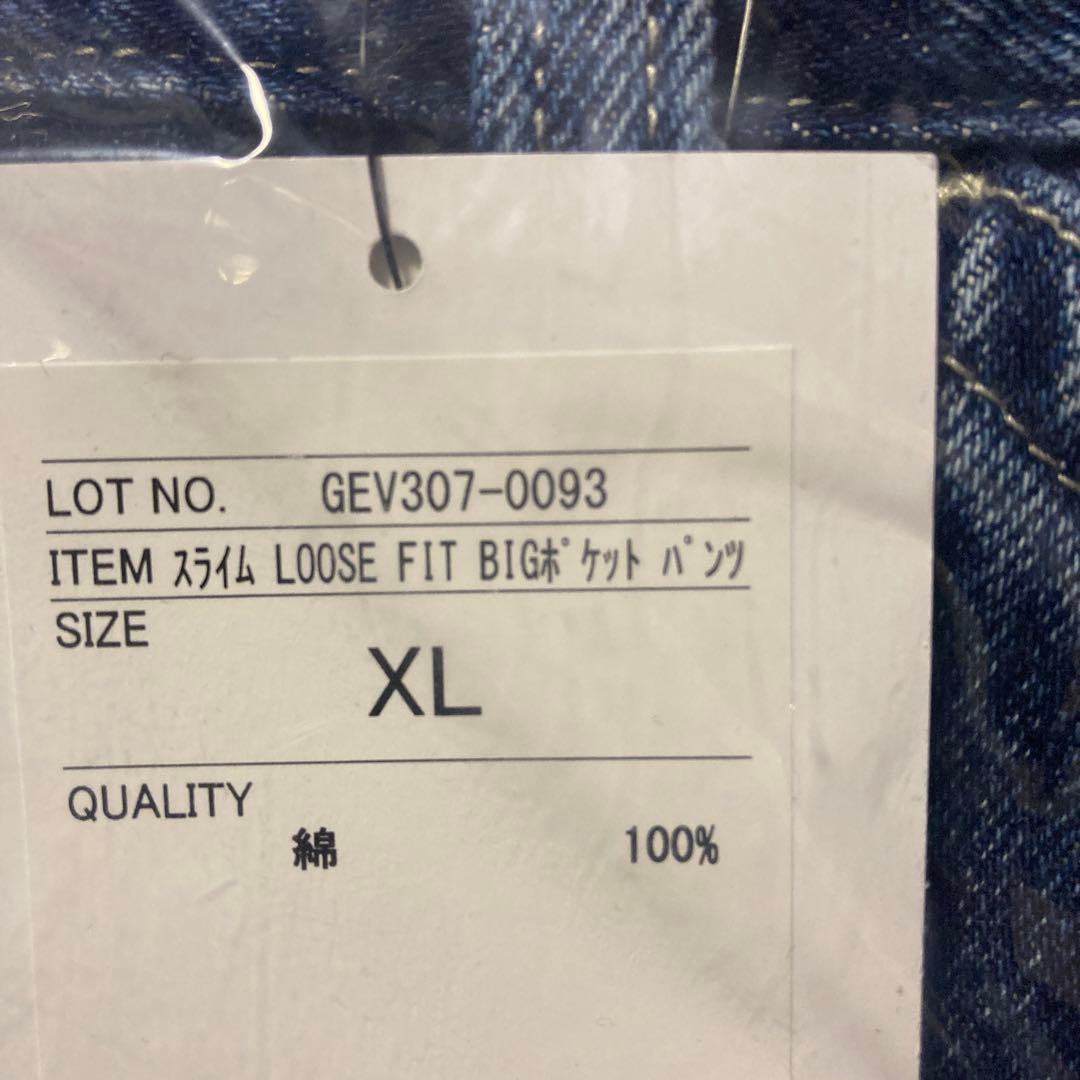 LOT NO. GEV307-0093
ITEM ｽﾗｲﾑ LOOSE FIT BIGﾎﾟｹｯﾄ ﾊﾟﾝﾂ
SIZE
XL
QUALITY
綿 100%